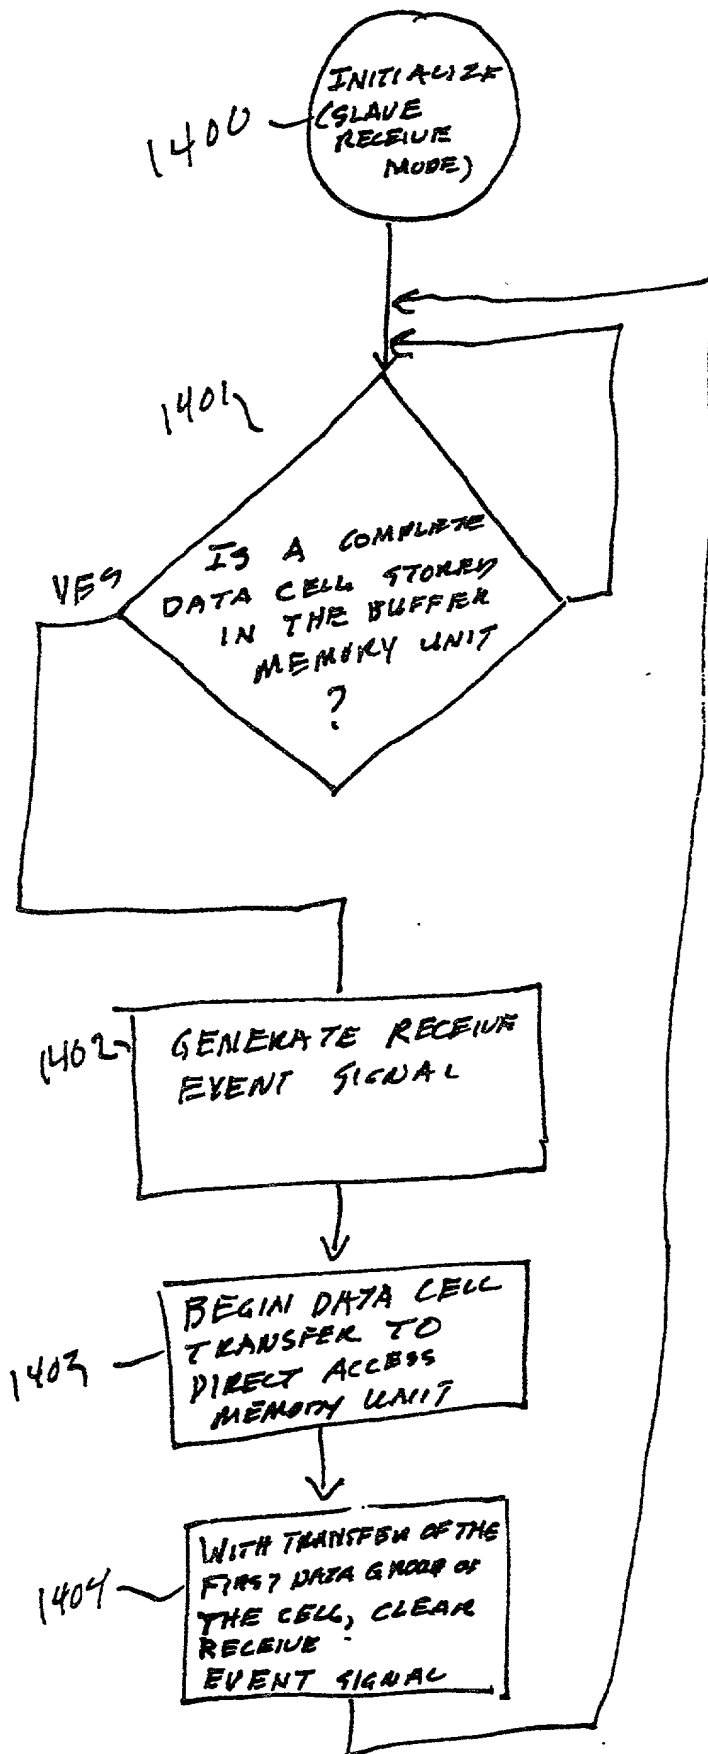 INITIALIZE
(SLAVE
RECEIVE
MODE)
1400
1401
IS A COMPLETE
DATA CELL STORED
IN THE BUFFER
MEMORY UNIT
?
YES
1402
GENERATE RECEIVE
EVENT SIGNAL
1403
BEGIN DATA CELL
TRANSFER TO
DIRECT ACCESS
MEMORY UNIT
1404
WITH TRANSFER OF THE
FIRST DATA GROUP OF
THE CELL, CLEAR
RECEIVE
EVENT SIGNAL